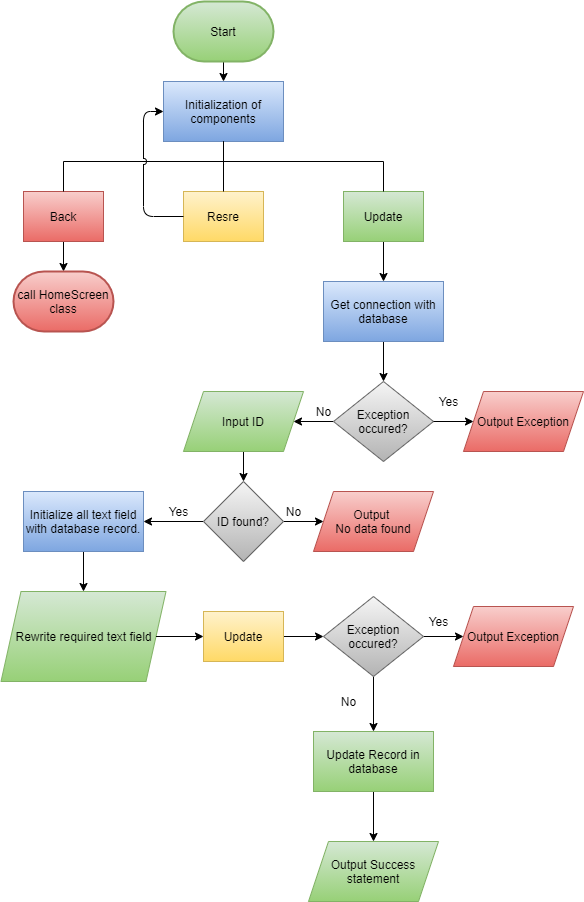 Start
Initialization of
components
Back
Resre
Update
call HomeScreen
class
Get connection with
database
Exception
occured?
No
Yes
Input ID
Output Exception
ID found?
Yes
No
Initialize all text field
with database record.
Output
No data found
Rewrite required text field
Update
Exception
occured?
Yes
Output Exception
No
Update Record in
database
Output Success
statement